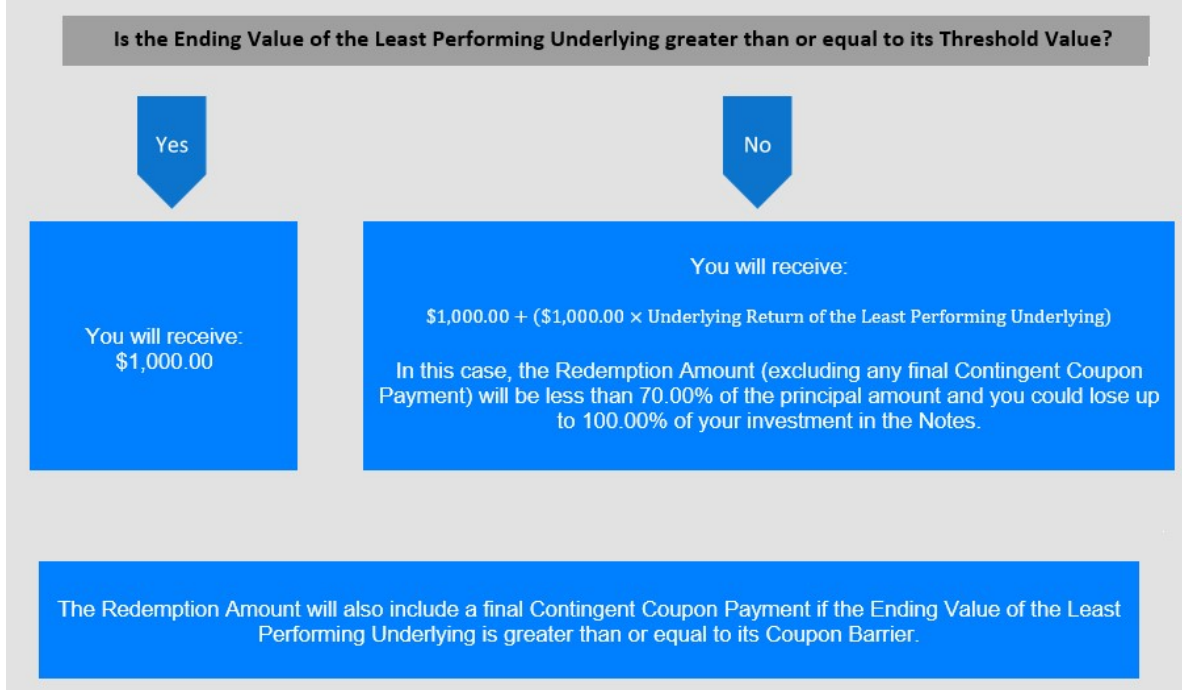 Is the Ending Value of the Least Performing Underlying greater than or equal to its Threshold Value?
Yes
No
You will receive:
$1,000.00
You will receive:
$1,000.00 + ($1,000.00 × Underlying Return of the Least Performing Underlying)
In this case, the Redemption Amount (excluding any final Contingent Coupon
Payment) will be less than 70.00% of the principal amount and you could lose up
to 100.00% of your investment in the Notes.
The Redemption Amount will also include a final Contingent Coupon Payment if the Ending Value of the Least
Performing Underlying is greater than or equal to its Coupon Barrier.